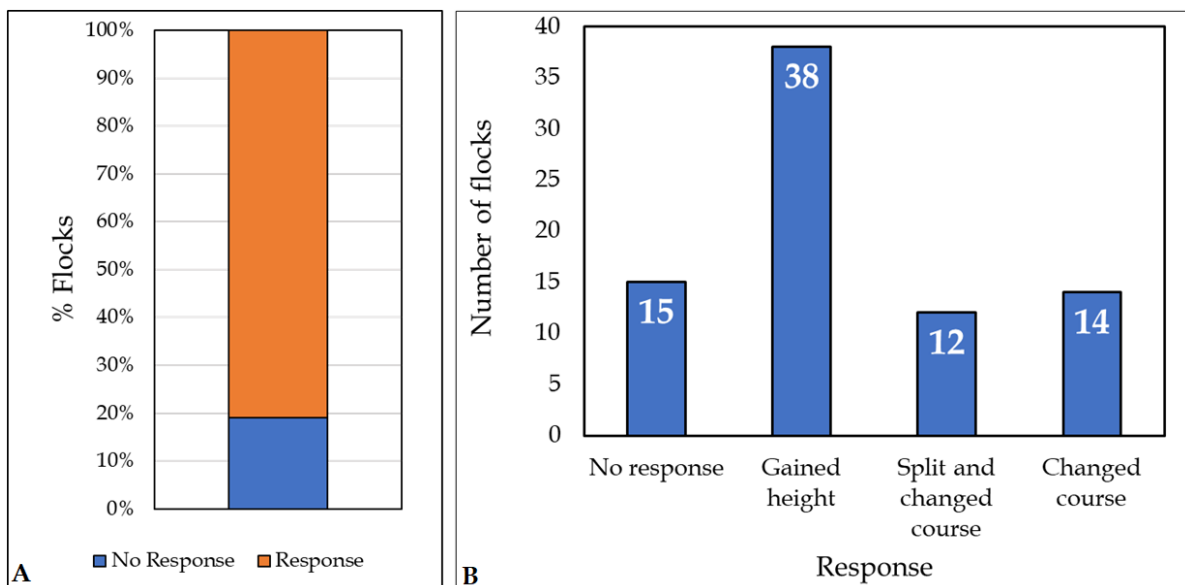 100%
90%
80%
70%
60%
50%
40%
30%
20%
10%
0%
% Flocks
No Response
Response
A
40
35
30
25
20
15
10
5
0
Number of flocks
15
38
12
14
No response
Gained
height
Split and
changed
course
Changed
course
Response
B